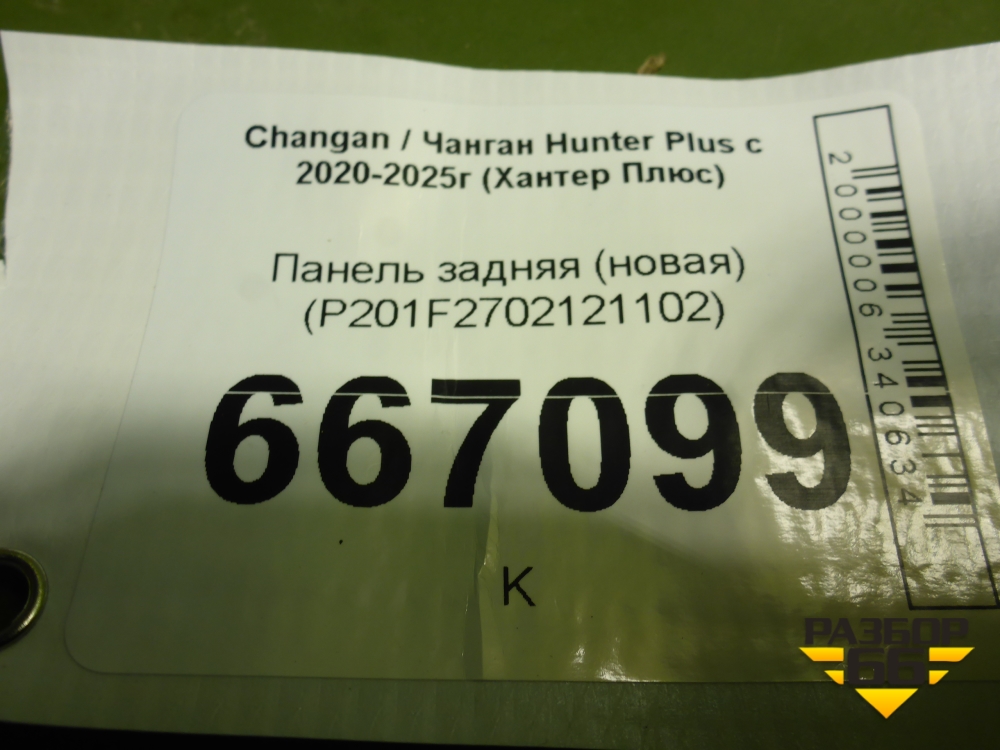 Changan / Чанган Hunter Plus с
2020-2025г (Хантер Плюс)
Панель задняя (новая)
(P201F2702121102)
667099
К
2000006340634
РАЗБОР
66